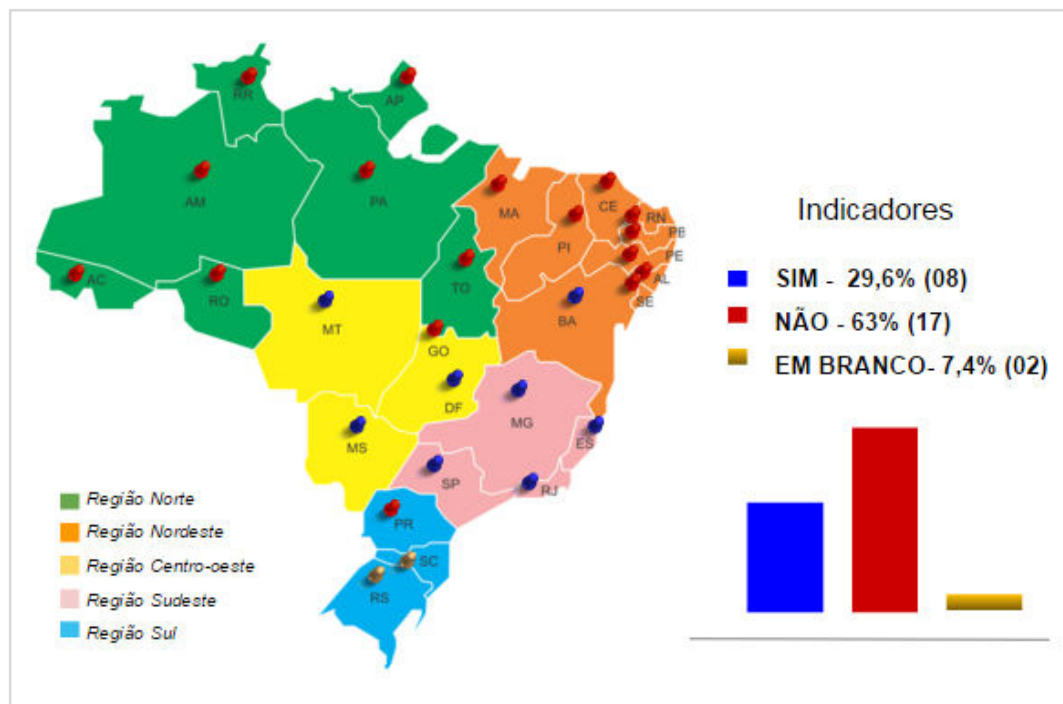 RR
AP
AM
PA
MA
CE
RN
PB
PI
PE
AL
SE
AC
RO
TO
BA
MT
GO
DF
MG
ES
MS
SP
RJ
PR
SC
RS
Indicadores
SIM - 29,6% (08)
NÃO - 63% (17)
EM BRANCO- 7,4% (02)
Região Norte
Região Nordeste
Região Centro-oeste
Região Sudeste
Região Sul